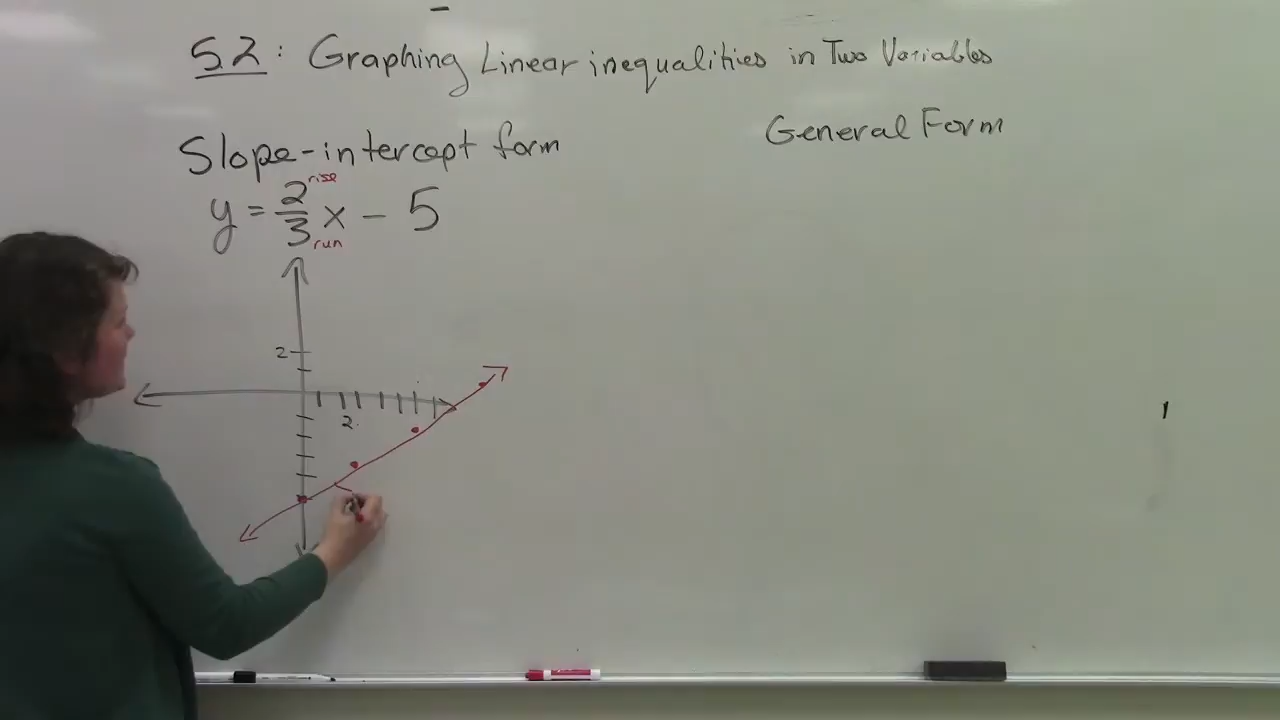 5.2: Graphing Linear inequalities in Two Variables
Slope-intercept form
General Form
y = 2/3 x - 5
rise
run
2
2